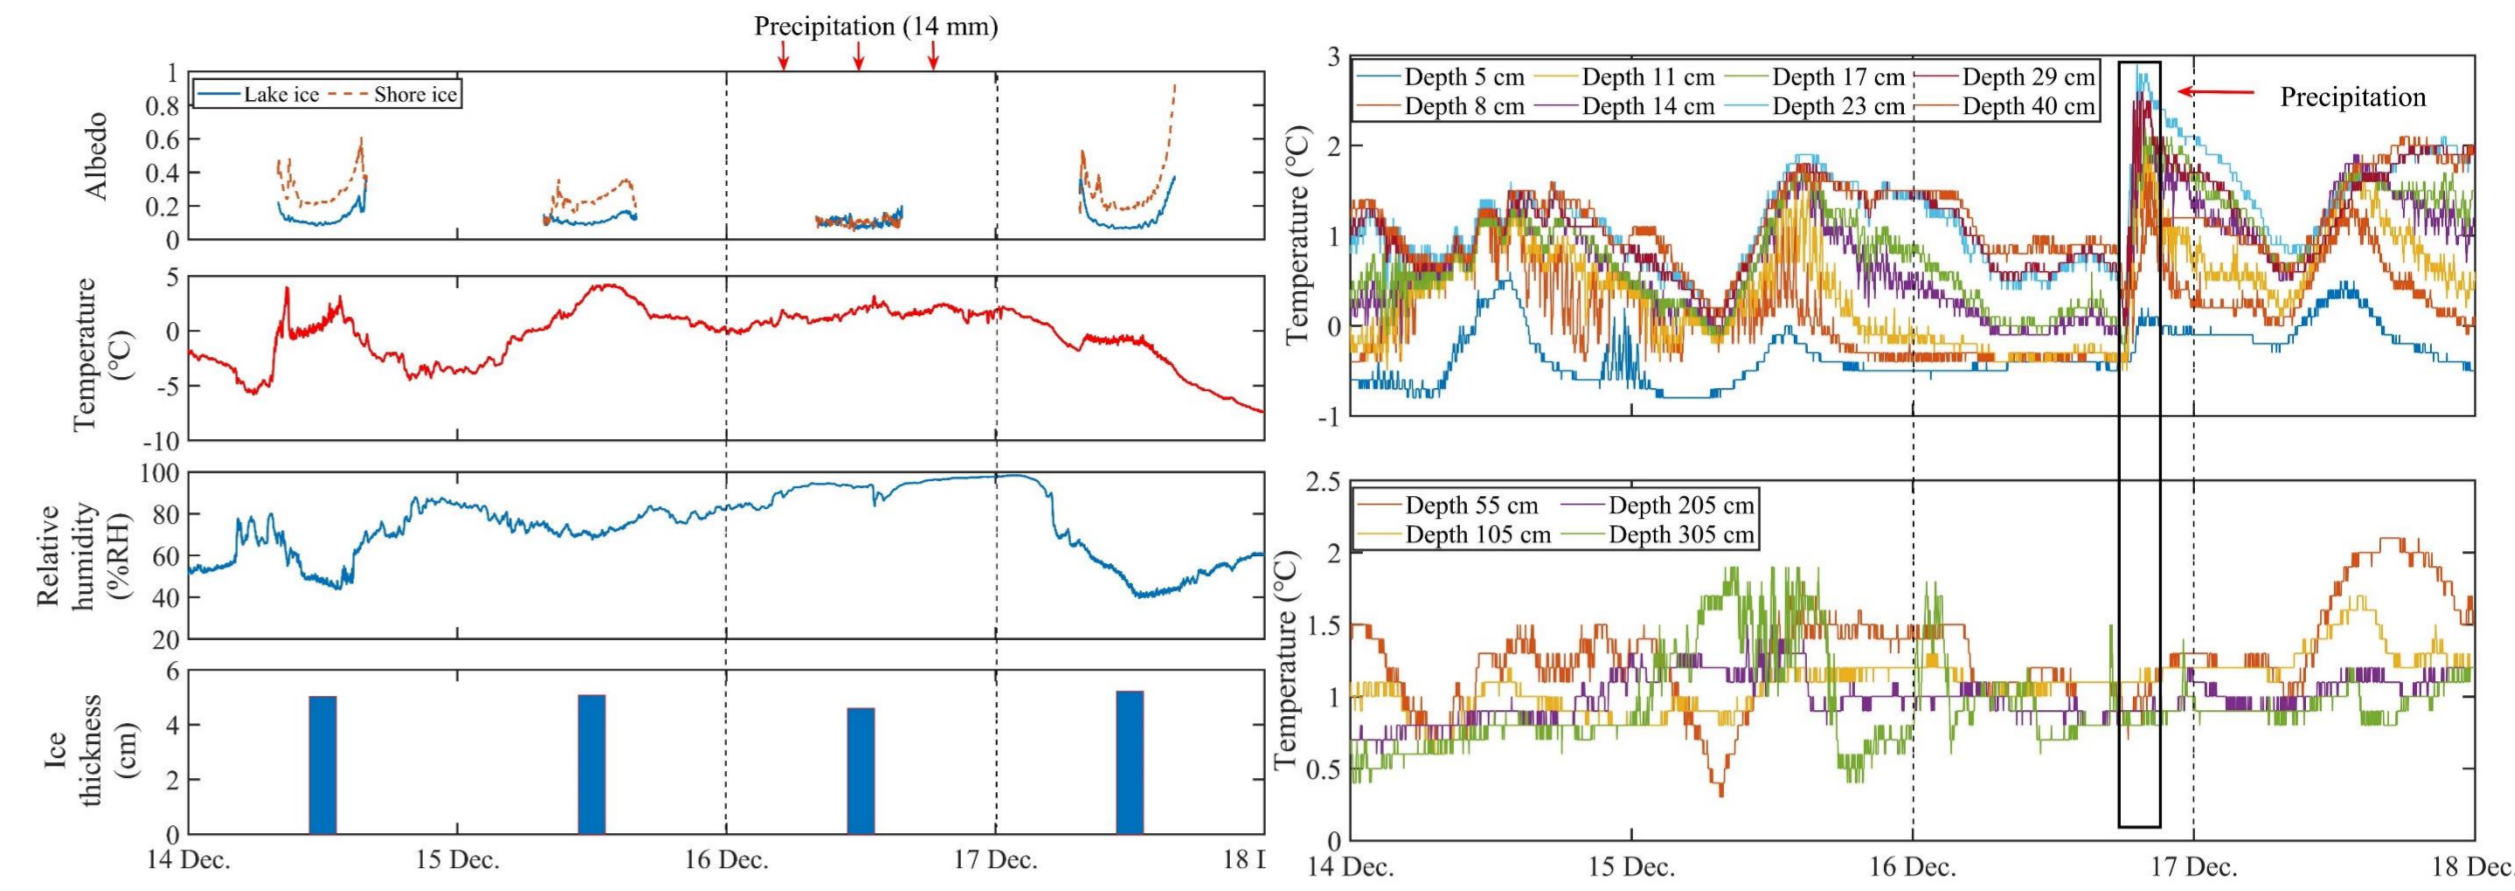 Precipitation (14 mm)
Albedo
1
0.8
0.6
0.4
0.2
0
Lake ice
Shore ice
Temperature
(°C)
5
0
-5
-10
Relative
humidity
(%RH)
100
80
60
40
20
Ice
thickness
(cm)
6
4
2
0
14 Dec.
15 Dec.
16 Dec.
17 Dec.
18 D
Temperature (°C)
3
2
1
0
-1
Depth 5 cm
Depth 11 cm
Depth 17 cm
Depth 29 cm
Depth 8 cm
Depth 14 cm
Depth 23 cm
Depth 40 cm
Precipitation
Temperature (°C)
2.5
2
1.5
1
0.5
0
Depth 55 cm
Depth 205 cm
Depth 105 cm
Depth 305 cm
14 Dec.
15 Dec.
16 Dec.
17 Dec.
18 Dec.